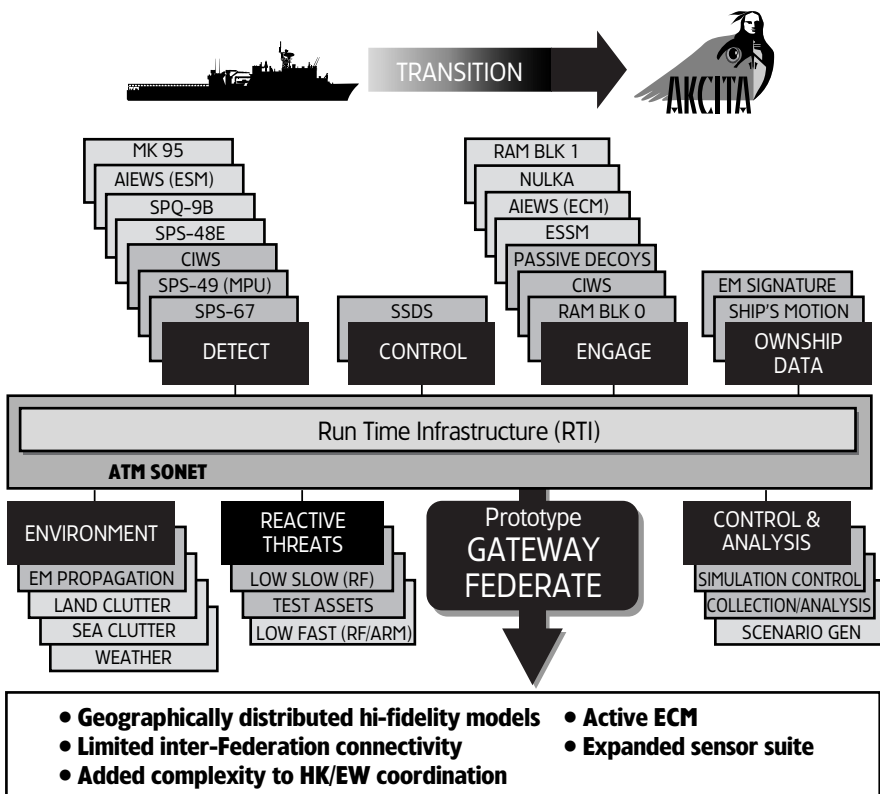 TRANSITION
AKCITA
MK 95
AIEWS (ESM)
SPQ-9B
SPS-48E
CIWS
SPS-49 (MPU)
SPS-67
DETECT
SSDS
CONTROL
RAM BLK 1
NULKA
AIEWS (ECM)
ESSM
PASSIVE DECOYS
CIWS
RAM BLK 0
ENGAGE
EM SIGNATURE
SHIP'S MOTION
OWNSHIP
DATA
Run Time Infrastructure (RTI)
ATM SONET
ENVIRONMENT
EM PROPAGATION
LAND CLUTTER
SEA CLUTTER
WEATHER
REACTIVE
THREATS
LOW SLOW (RF)
TEST ASSETS
LOW FAST (RF/ARM)
Prototype
GATEWAY
FEDERATE
CONTROL &
ANALYSIS
SIMULATION CONTROL
COLLECTION/ANALYSIS
SCENARIO GEN
• Geographically distributed hi-fidelity models
• Limited inter-Federation connectivity
• Added complexity to HK/EW coordination
• Active ECM
• Expanded sensor suite